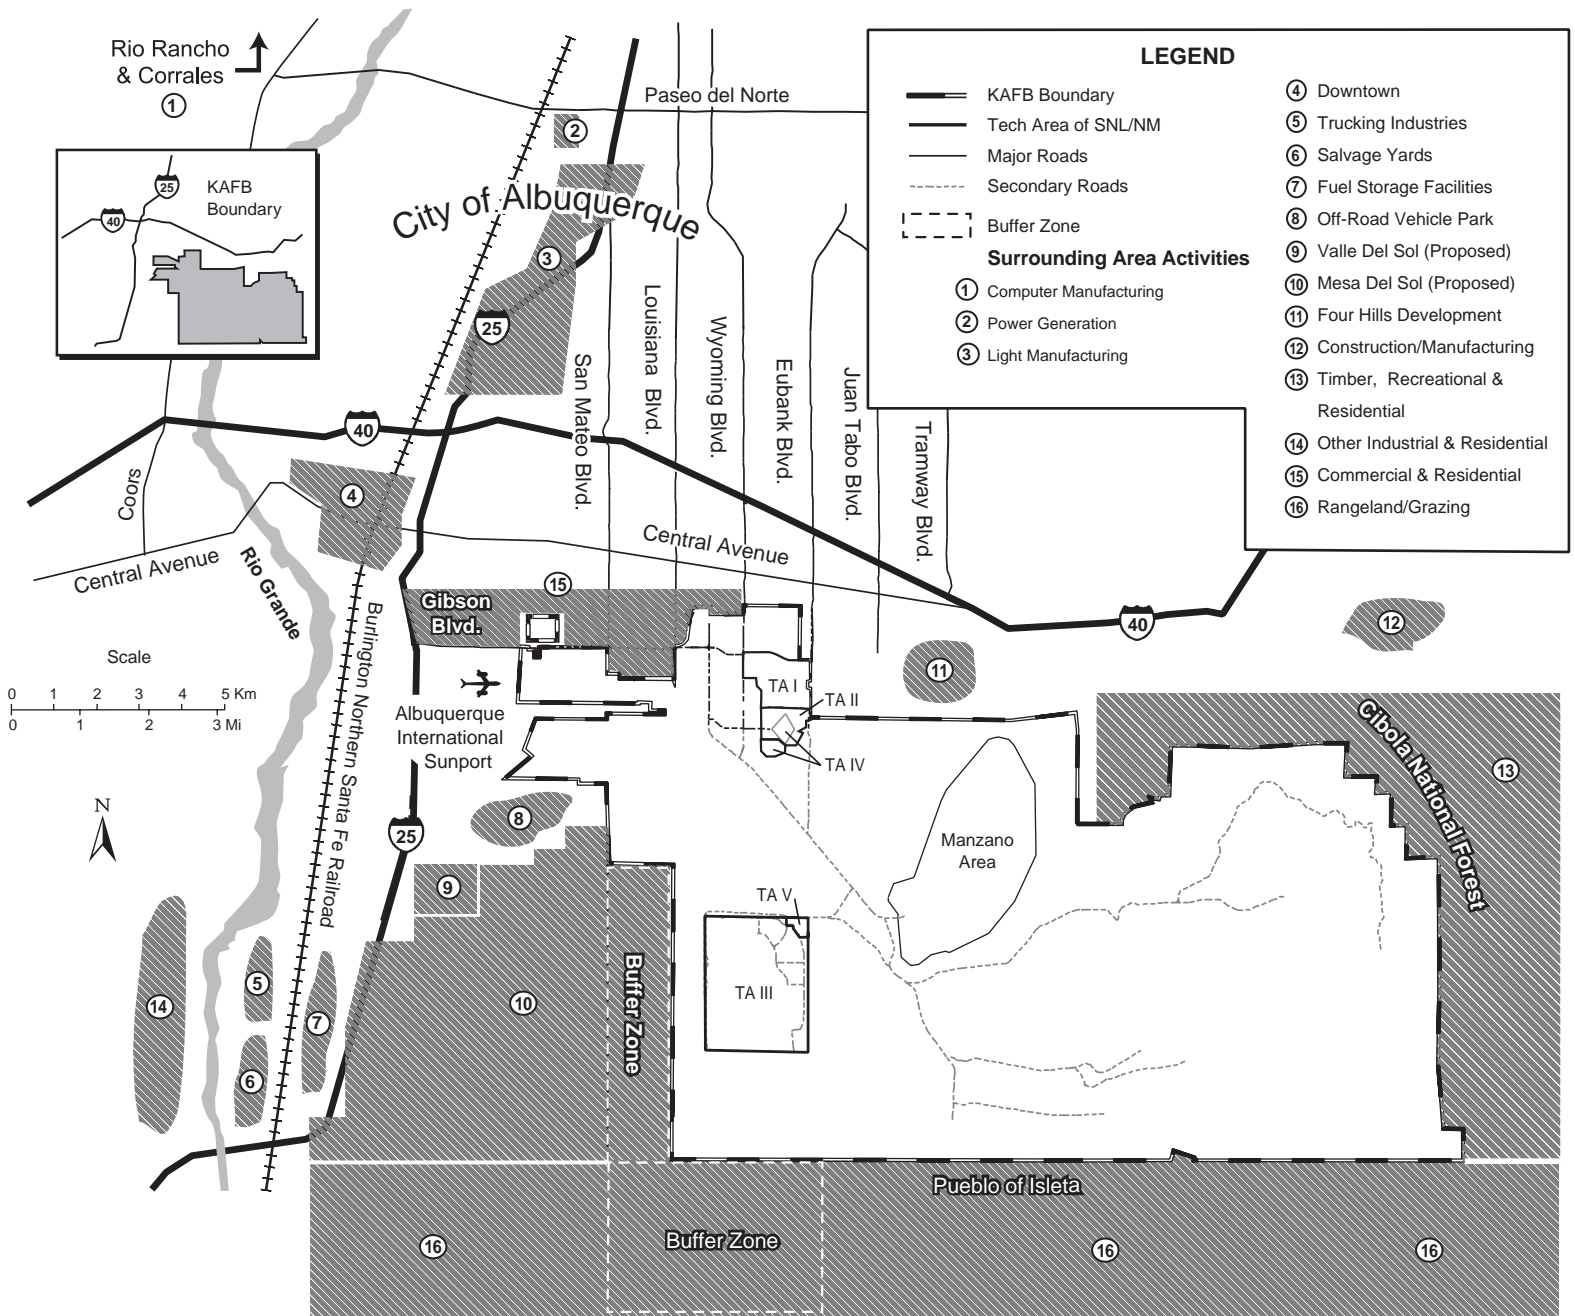 Rio Rancho
& Corrales
1
Paseo del Norte
2
25
40
KAFB
Boundary
City of Albuquerque
3
25
San Mateo Blvd.
Louisiana Blvd.
Wyoming Blvd.
Eubank Blvd.
Juan Tabo Blvd.
Tramway Blvd.
LEGEND
KAFB Boundary
Tech Area of SNL/NM
Major Roads
Secondary Roads
Buffer Zone
Surrounding Area Activities
1 Computer Manufacturing
2 Power Generation
3 Light Manufacturing
4 Downtown
5 Trucking Industries
6 Salvage Yards
7 Fuel Storage Facilities
8 Off-Road Vehicle Park
9 Valle Del Sol (Proposed)
10 Mesa Del Sol (Proposed)
11 Four Hills Development
12 Construction/Manufacturing
13 Timber, Recreational &
Residential
14 Other Industrial & Residential
15 Commercial & Residential
16 Rangeland/Grazing
40
Coors
4
Central Avenue
Central Avenue
Rio Grande
Burlington Northern Santa Fe Railroad
15
Gibson
Blvd.
40
12
11
Scale
0 1 2 3 4 5 Km
0 1 2 3 Mi
Albuquerque
International
Sunport
TA I
TA II
TA IV
Cibola National Forest
13
N
25
8
Manzano
Area
9
TA V
TA III
Buffer Zone
10
14
5
7
6
Pueblo of Isleta
Buffer Zone
16
16
16